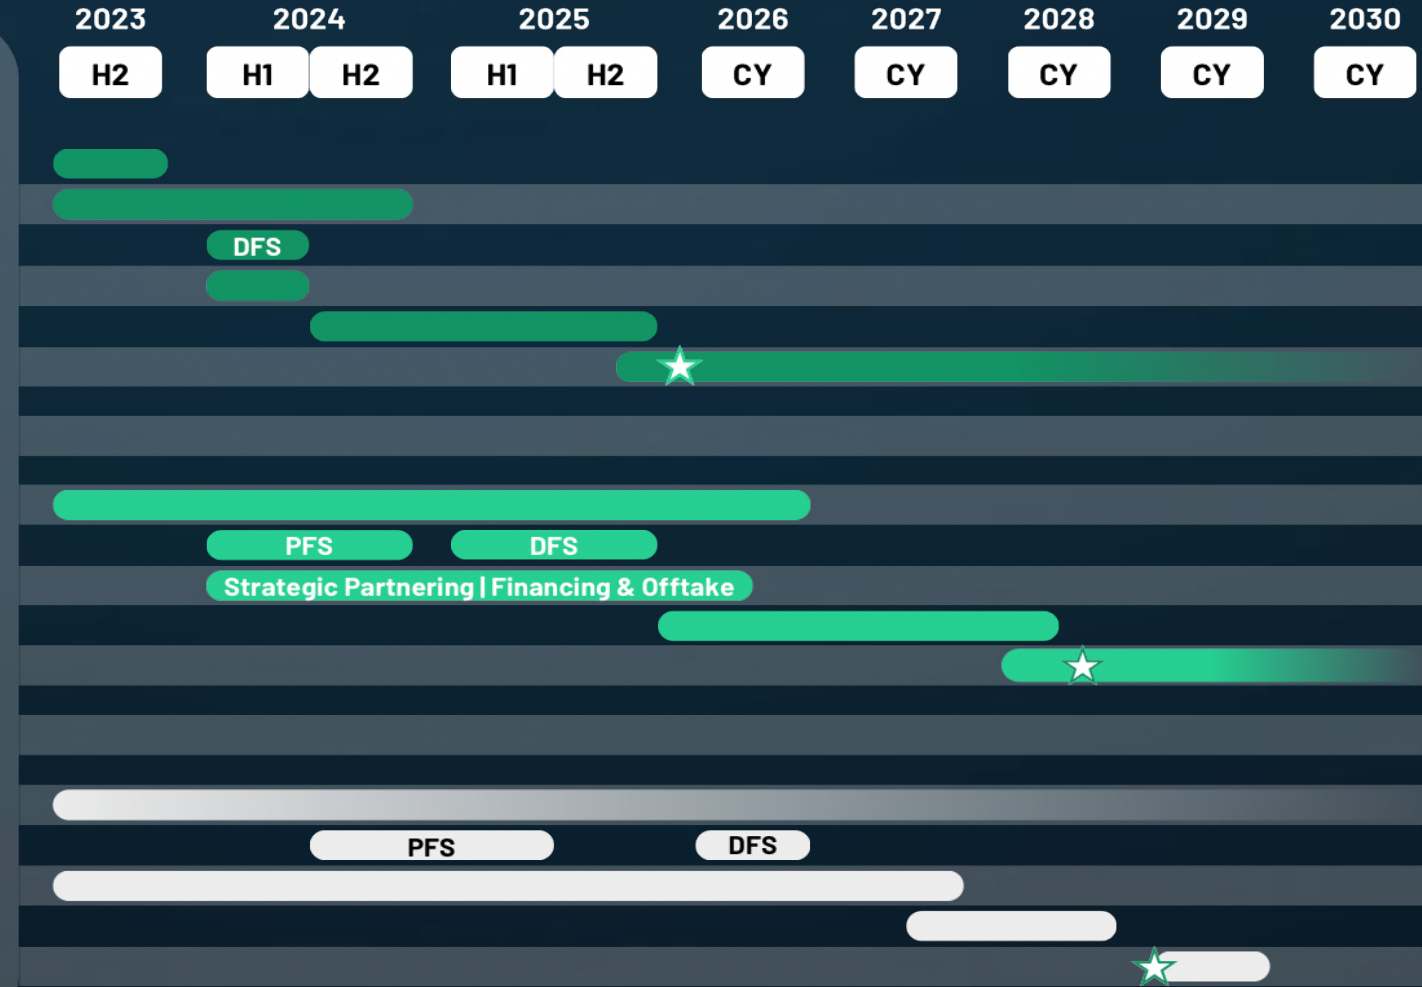 2023 2024 2025 2026 2027 2028 2029 2030
H2 H1 H2 H1 H2 CY CY CY CY CY
DFS
PFS DFS
Strategic Partnering | Financing & Offtake
PFS DFS